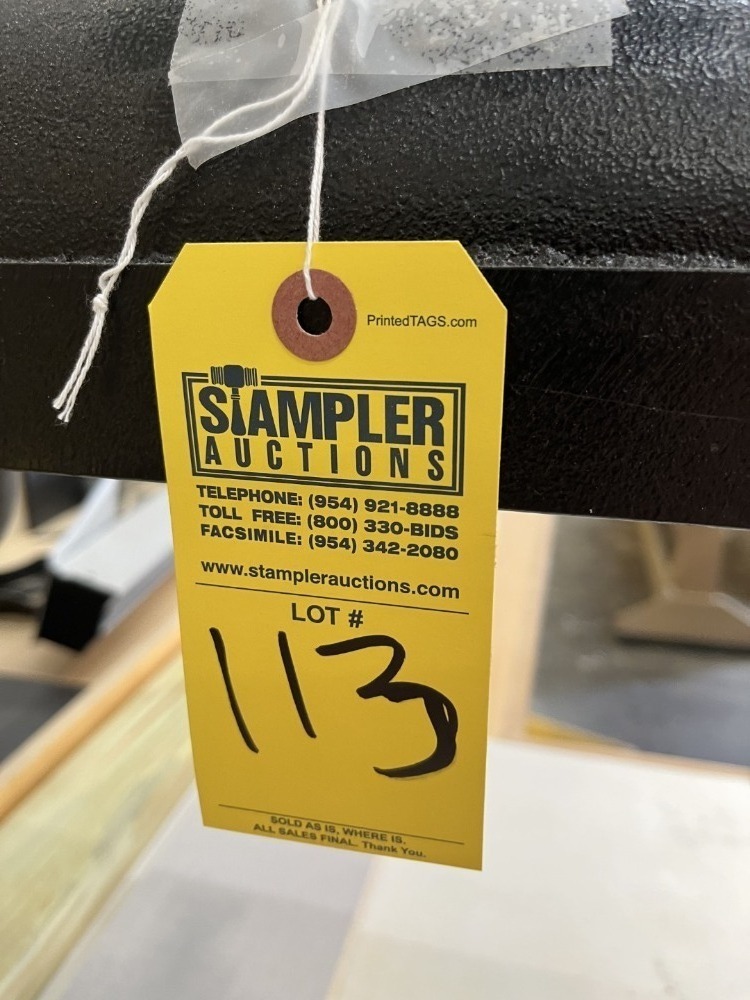 PrintedTAGS.com
STAMPLER
AUCTIONS
TELEPHONE: (954) 921-8888
TOLL FREE: (800) 330-BIDS
FACSIMILE: (954) 342-2080
www.stamplerauctions.com
LOT #
113
SOLD AS IS, WHERE IS.
ALL SALES FINAL. Thank You.